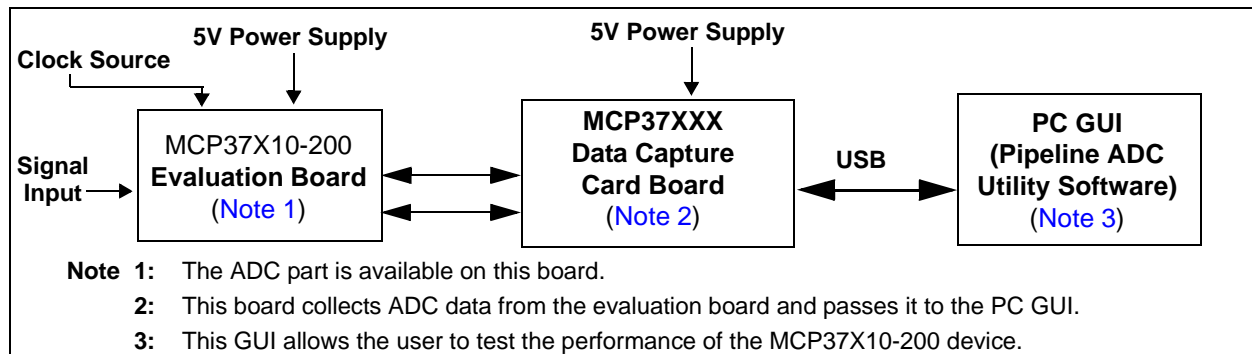 5V Power Supply
5V Power Supply
Clock Source
MCP37X10-200
Evaluation Board
(Note 1)
Signal
Input
MCP37XXX
Data Capture
Card Board
(Note 2)
USB
PC GUI
(Pipeline ADC
Utility Software)
(Note 3)
Note 1: The ADC part is available on this board.
2: This board collects ADC data from the evaluation board and passes it to the PC GUI.
3: This GUI allows the user to test the performance of the MCP37X10-200 device.